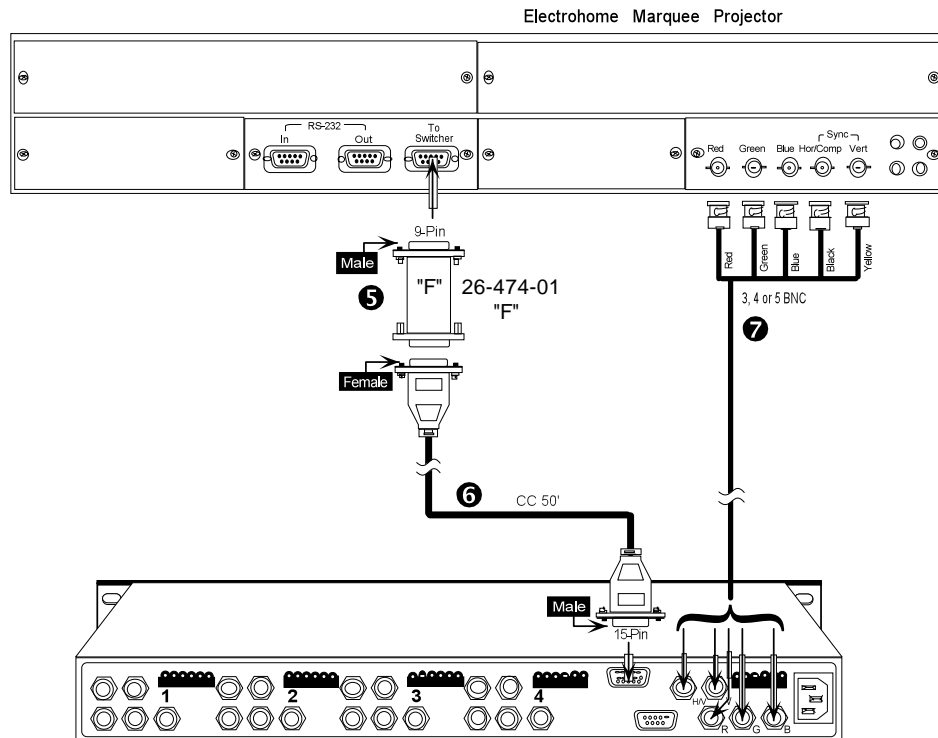 Electrohome Marquee Projector
RS-232
In
Out
To
Switcher
Sync
Red
Green
Blue
Hor/Comp
Vert
9-Pin
Male
"F"
5
26-474-01
"F"
Female
Red
Green
Blue
Black
Yellow
3, 4 or 5 BNC
7
6
CC 50'
Male
15-Pin
1
2
3
4
H/V
V
R
G
B